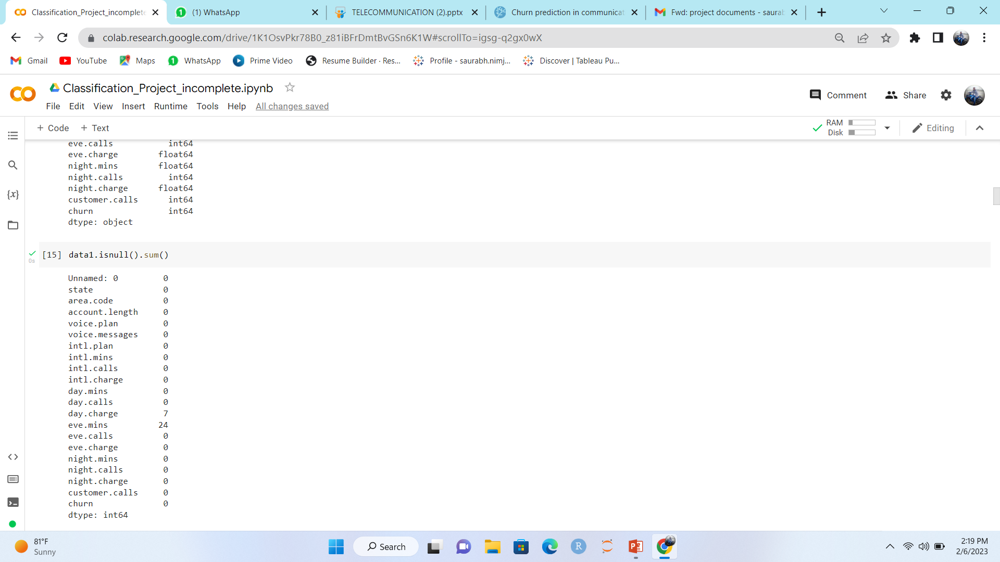 Classification_Project_incomplete
(1) WhatsApp
TELECOMMUNICATION (2).pptx
Churn prediction in communicat
Fwd: project documents - saurab
colab.research.google.com/drive/1K1OsvPkr78B0_z81iBFrDmtBvGSn6K1W#scrollTo=igsg-q2gx0wX
Gmail YouTube Maps WhatsApp Prime Video Resume Builder · Res... Profile - saurabh.nimj... Discover | Tableau Pu...
Classification_Project_incomplete.ipynb
Comment Share
File Edit View Insert Runtime Tools Help All changes saved
+ Code + Text
RAM
Disk
Editing
eve.calls int64
eve.charge float64
night.mins float64
night.calls int64
night.charge float64
customer.calls int64
churn int64
dtype: object
[15] data1.isnull().sum()
0s
Unnamed: 0 0
state 0
area.code 0
account.length 0
voice.plan 0
voice.messages 0
intl.plan 0
intl.mins 0
intl.calls 0
intl.charge 0
day.mins 0
day.calls 0
day.charge 7
eve.mins 24
eve.calls 0
eve.charge 0
night.mins 0
night.calls 0
night.charge 0
customer.calls 0
churn 0
dtype: int64
81°F
Sunny
Search
2:19 PM
2/6/2023